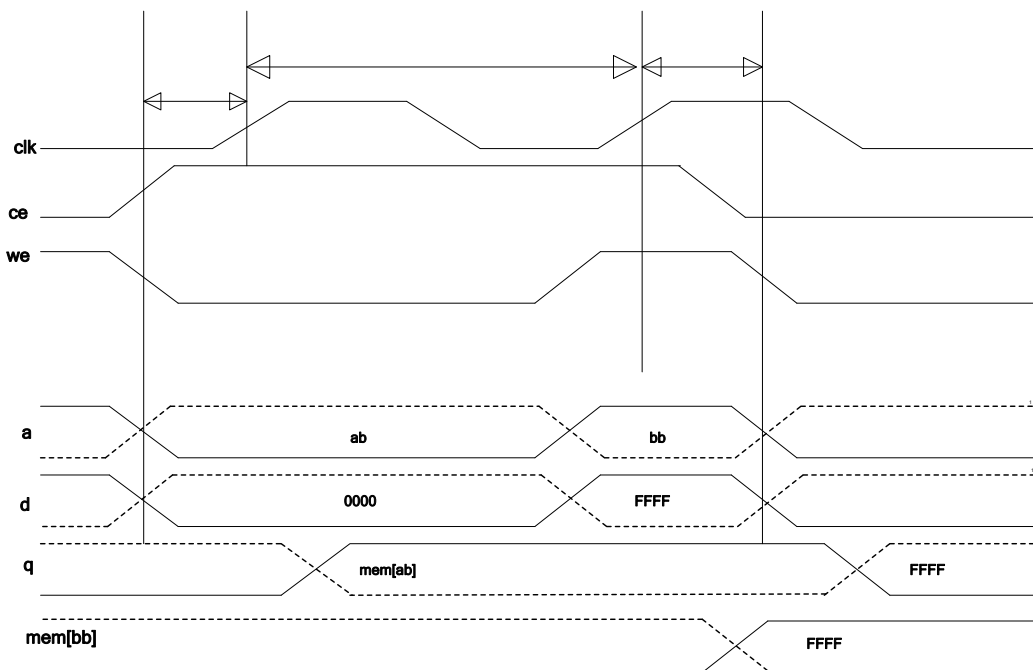 clk
ce
we
a ab bb
d 0000 FFFF
q mem[ab] FFFF
mem[bb] FFFF